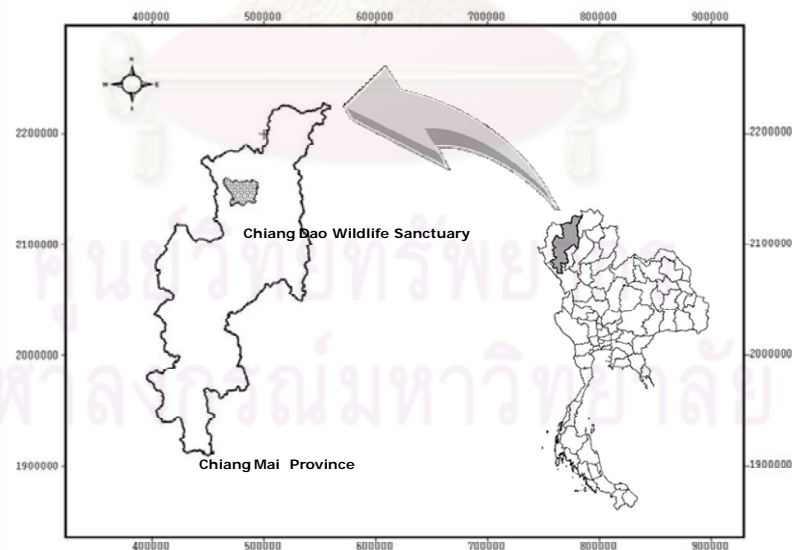 400000 500000 600000 700000 800000 900000
N
W E
S
2200000 2200000
Chiang Dao Wildlife Sanctuary
2100000 2100000
ศูนย์วิทยทรัพยากร
2000000 2000000
จุฬาลงกรณ์มหาวิทยาลัย
1900000 1900000
Chiang Mai Province
400000 500000 600000 700000 800000 900000